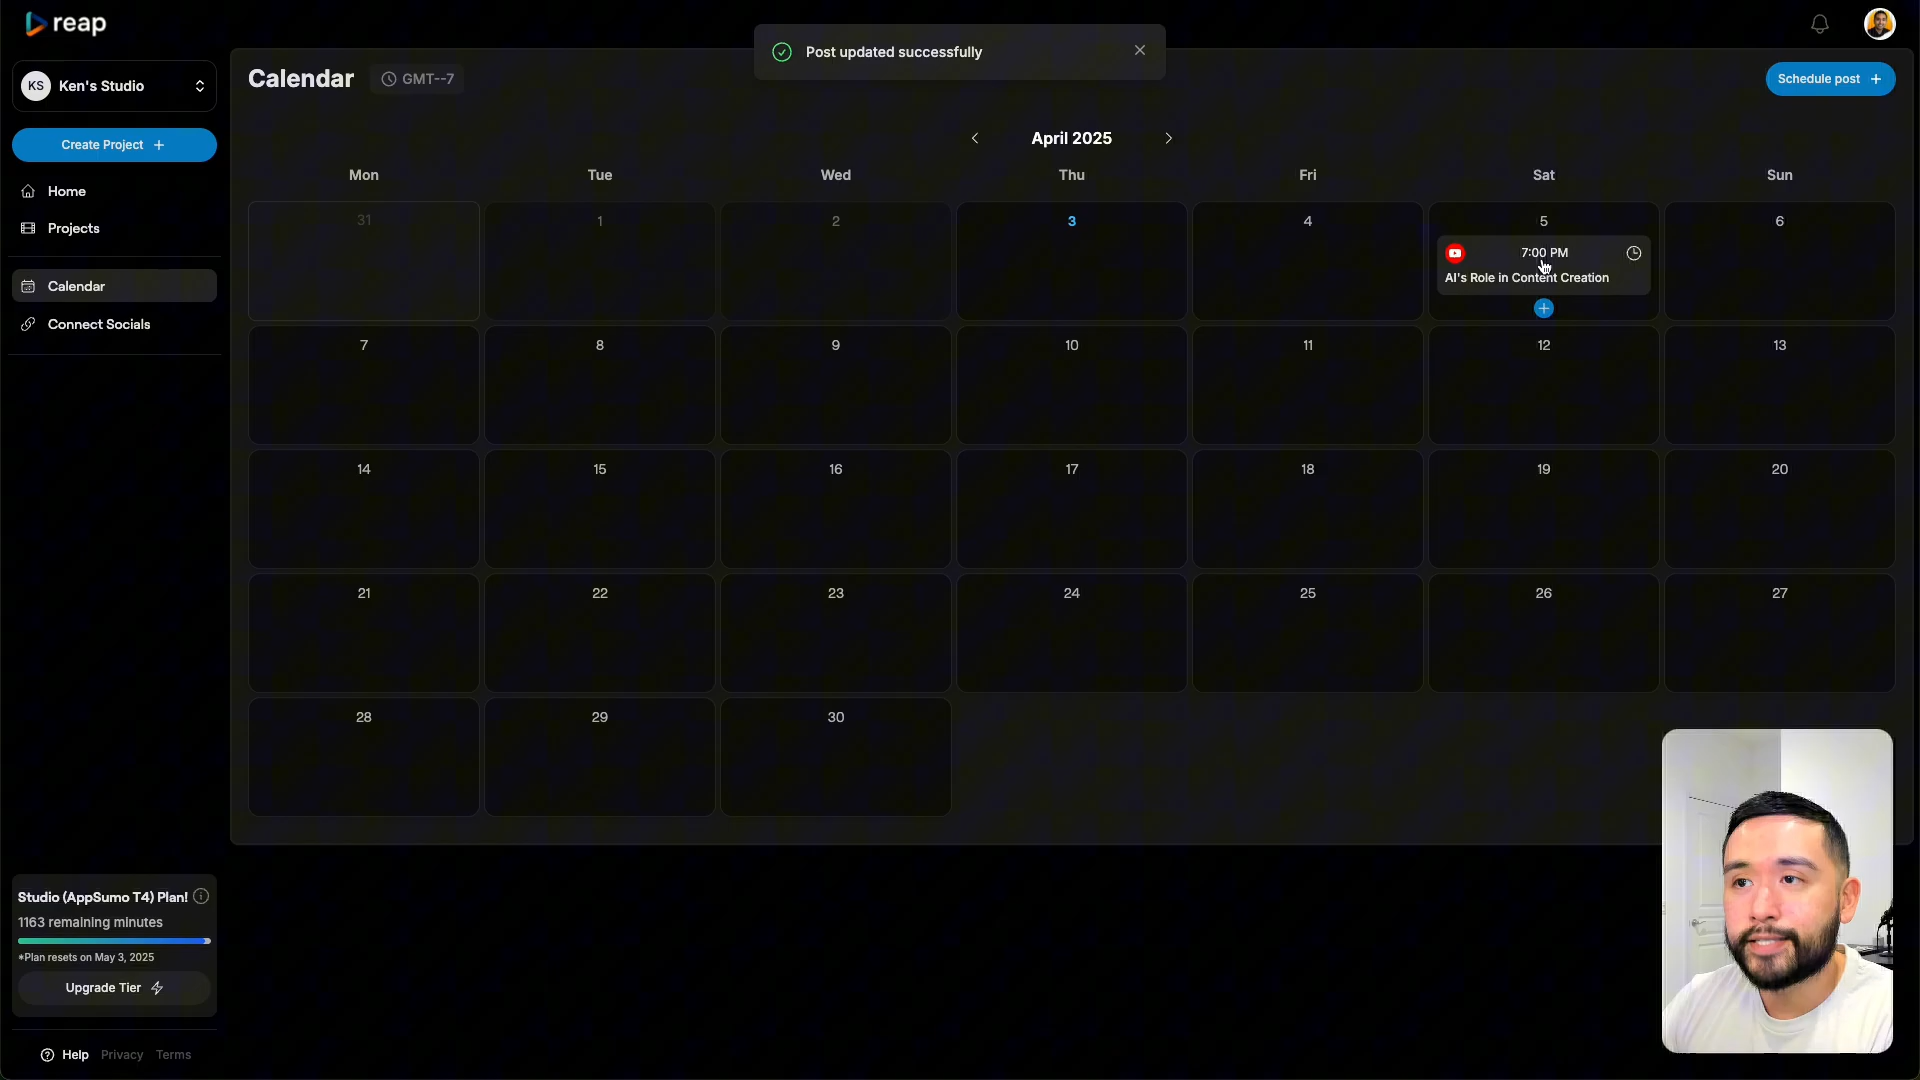 reap
Post updated successfully
KS Ken's Studio
Calendar
GMT--7
Schedule post +
Create Project +
April 2025
Home
Projects
Calendar
Connect Socials
Mon Tue Wed Thu Fri Sat Sun
31 1 2 3 4 5 6
7:00 PM
AI's Role in Content Creation
7 8 9 10 11 12 13
14 15 16 17 18 19 20
21 22 23 24 25 26 27
28 29 30
Studio (AppSumo T4) Plan!
1163 remaining minutes
*Plan resets on May 3, 2025
Upgrade Tier
Help Privacy Terms